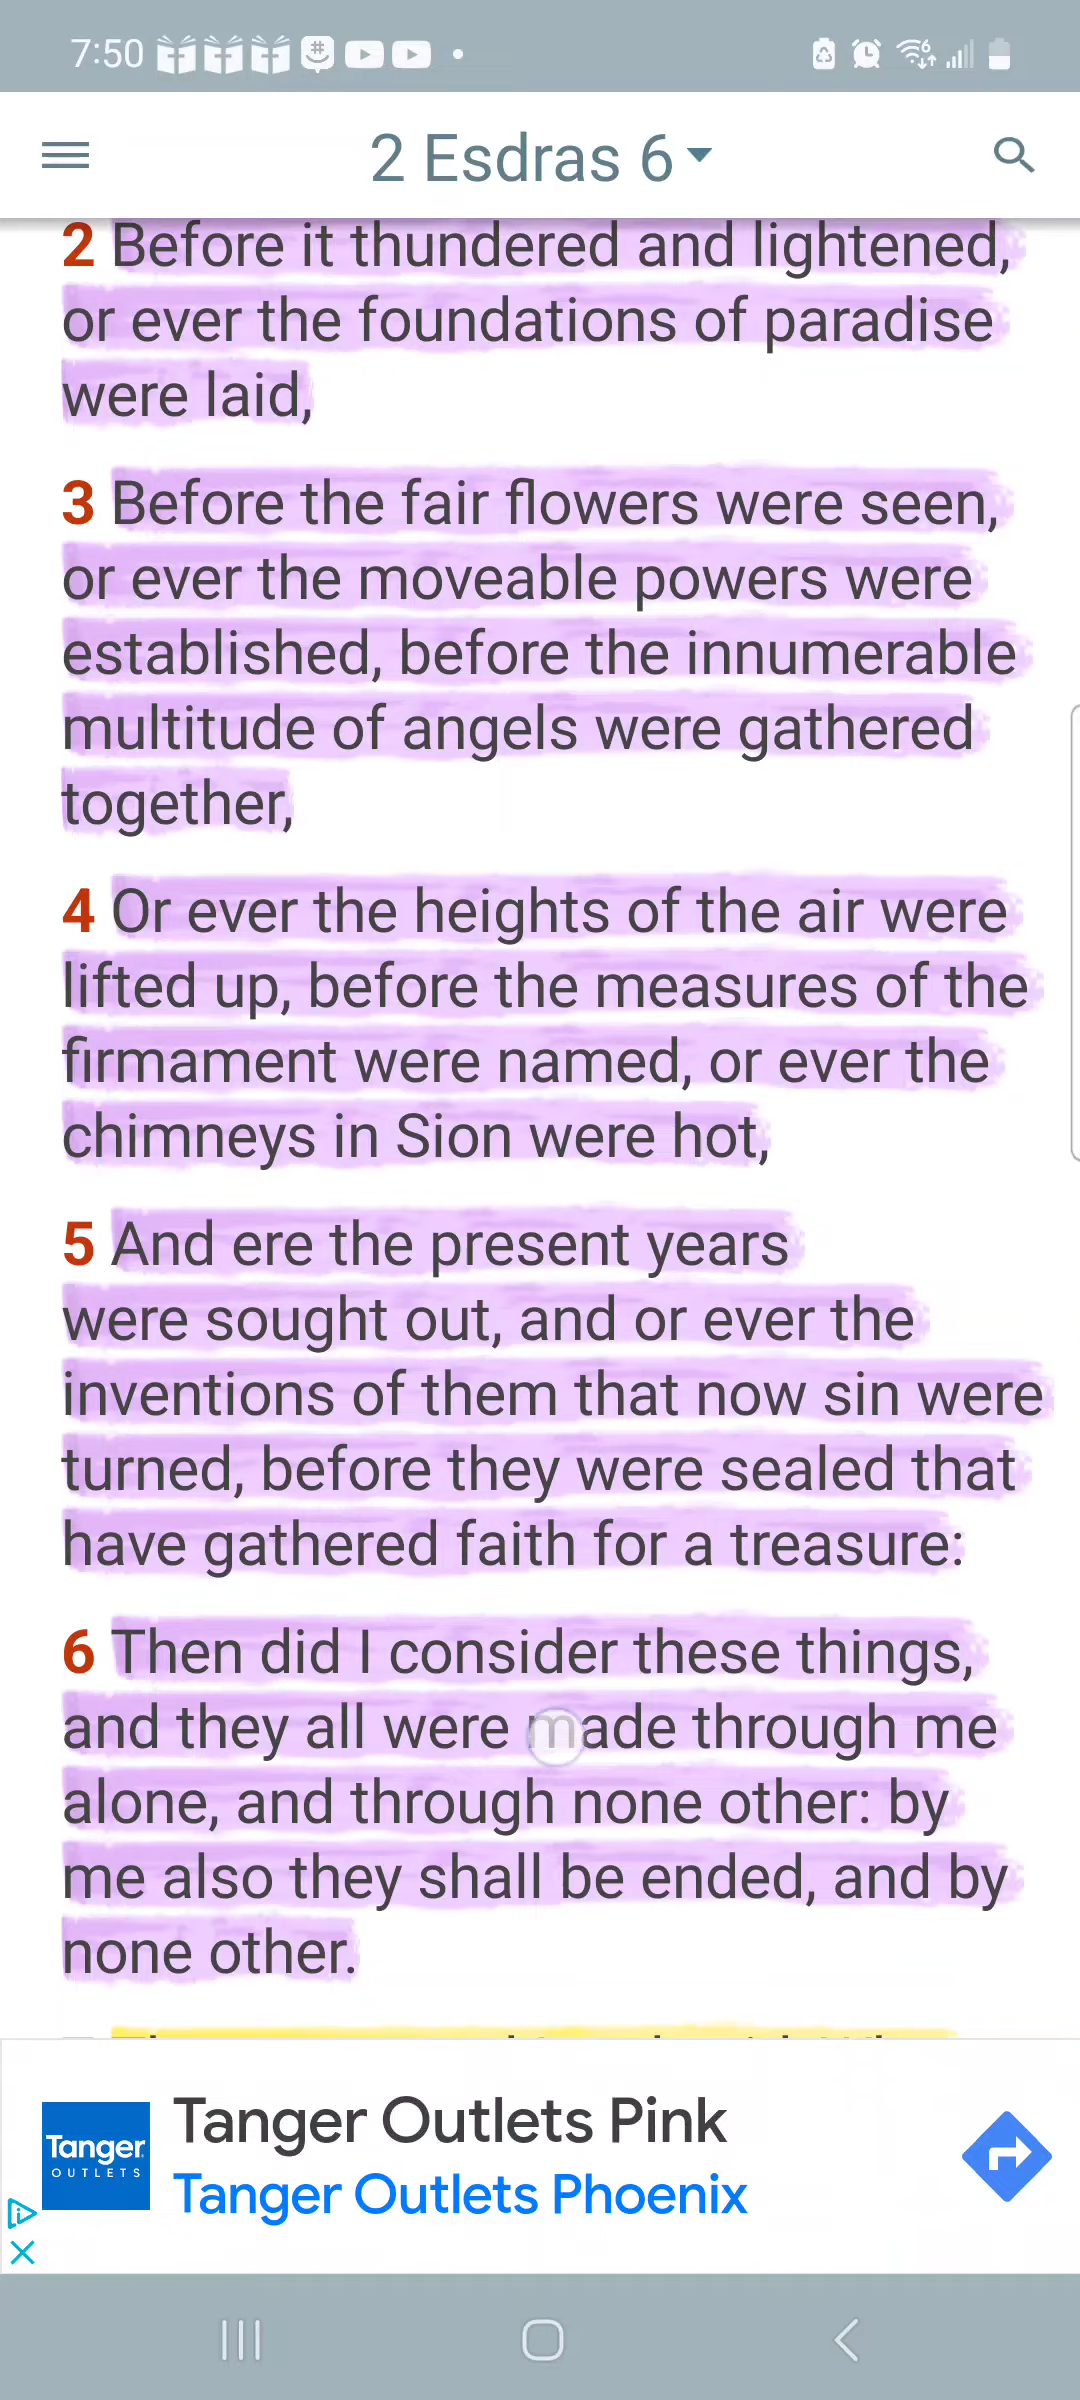 7:50
2 Esdras 6
2 Before it thundered and lightened,
or ever the foundations of paradise
were laid,
3 Before the fair flowers were seen,
or ever the moveable powers were
established, before the innumerable
multitude of angels were gathered
together,
4 Or ever the heights of the air were
lifted up, before the measures of the
firmament were named, or ever the
chimneys in Sion were hot,
5 And ere the present years
were sought out, and or ever the
inventions of them that now sin were
turned, before they were sealed that
have gathered faith for a treasure:
6 Then did I consider these things,
and they all were made through me
alone, and through none other: by
me also they shall be ended, and by
none other.
Tanger
OUTLETS
Tanger Outlets Pink
Tanger Outlets Phoenix